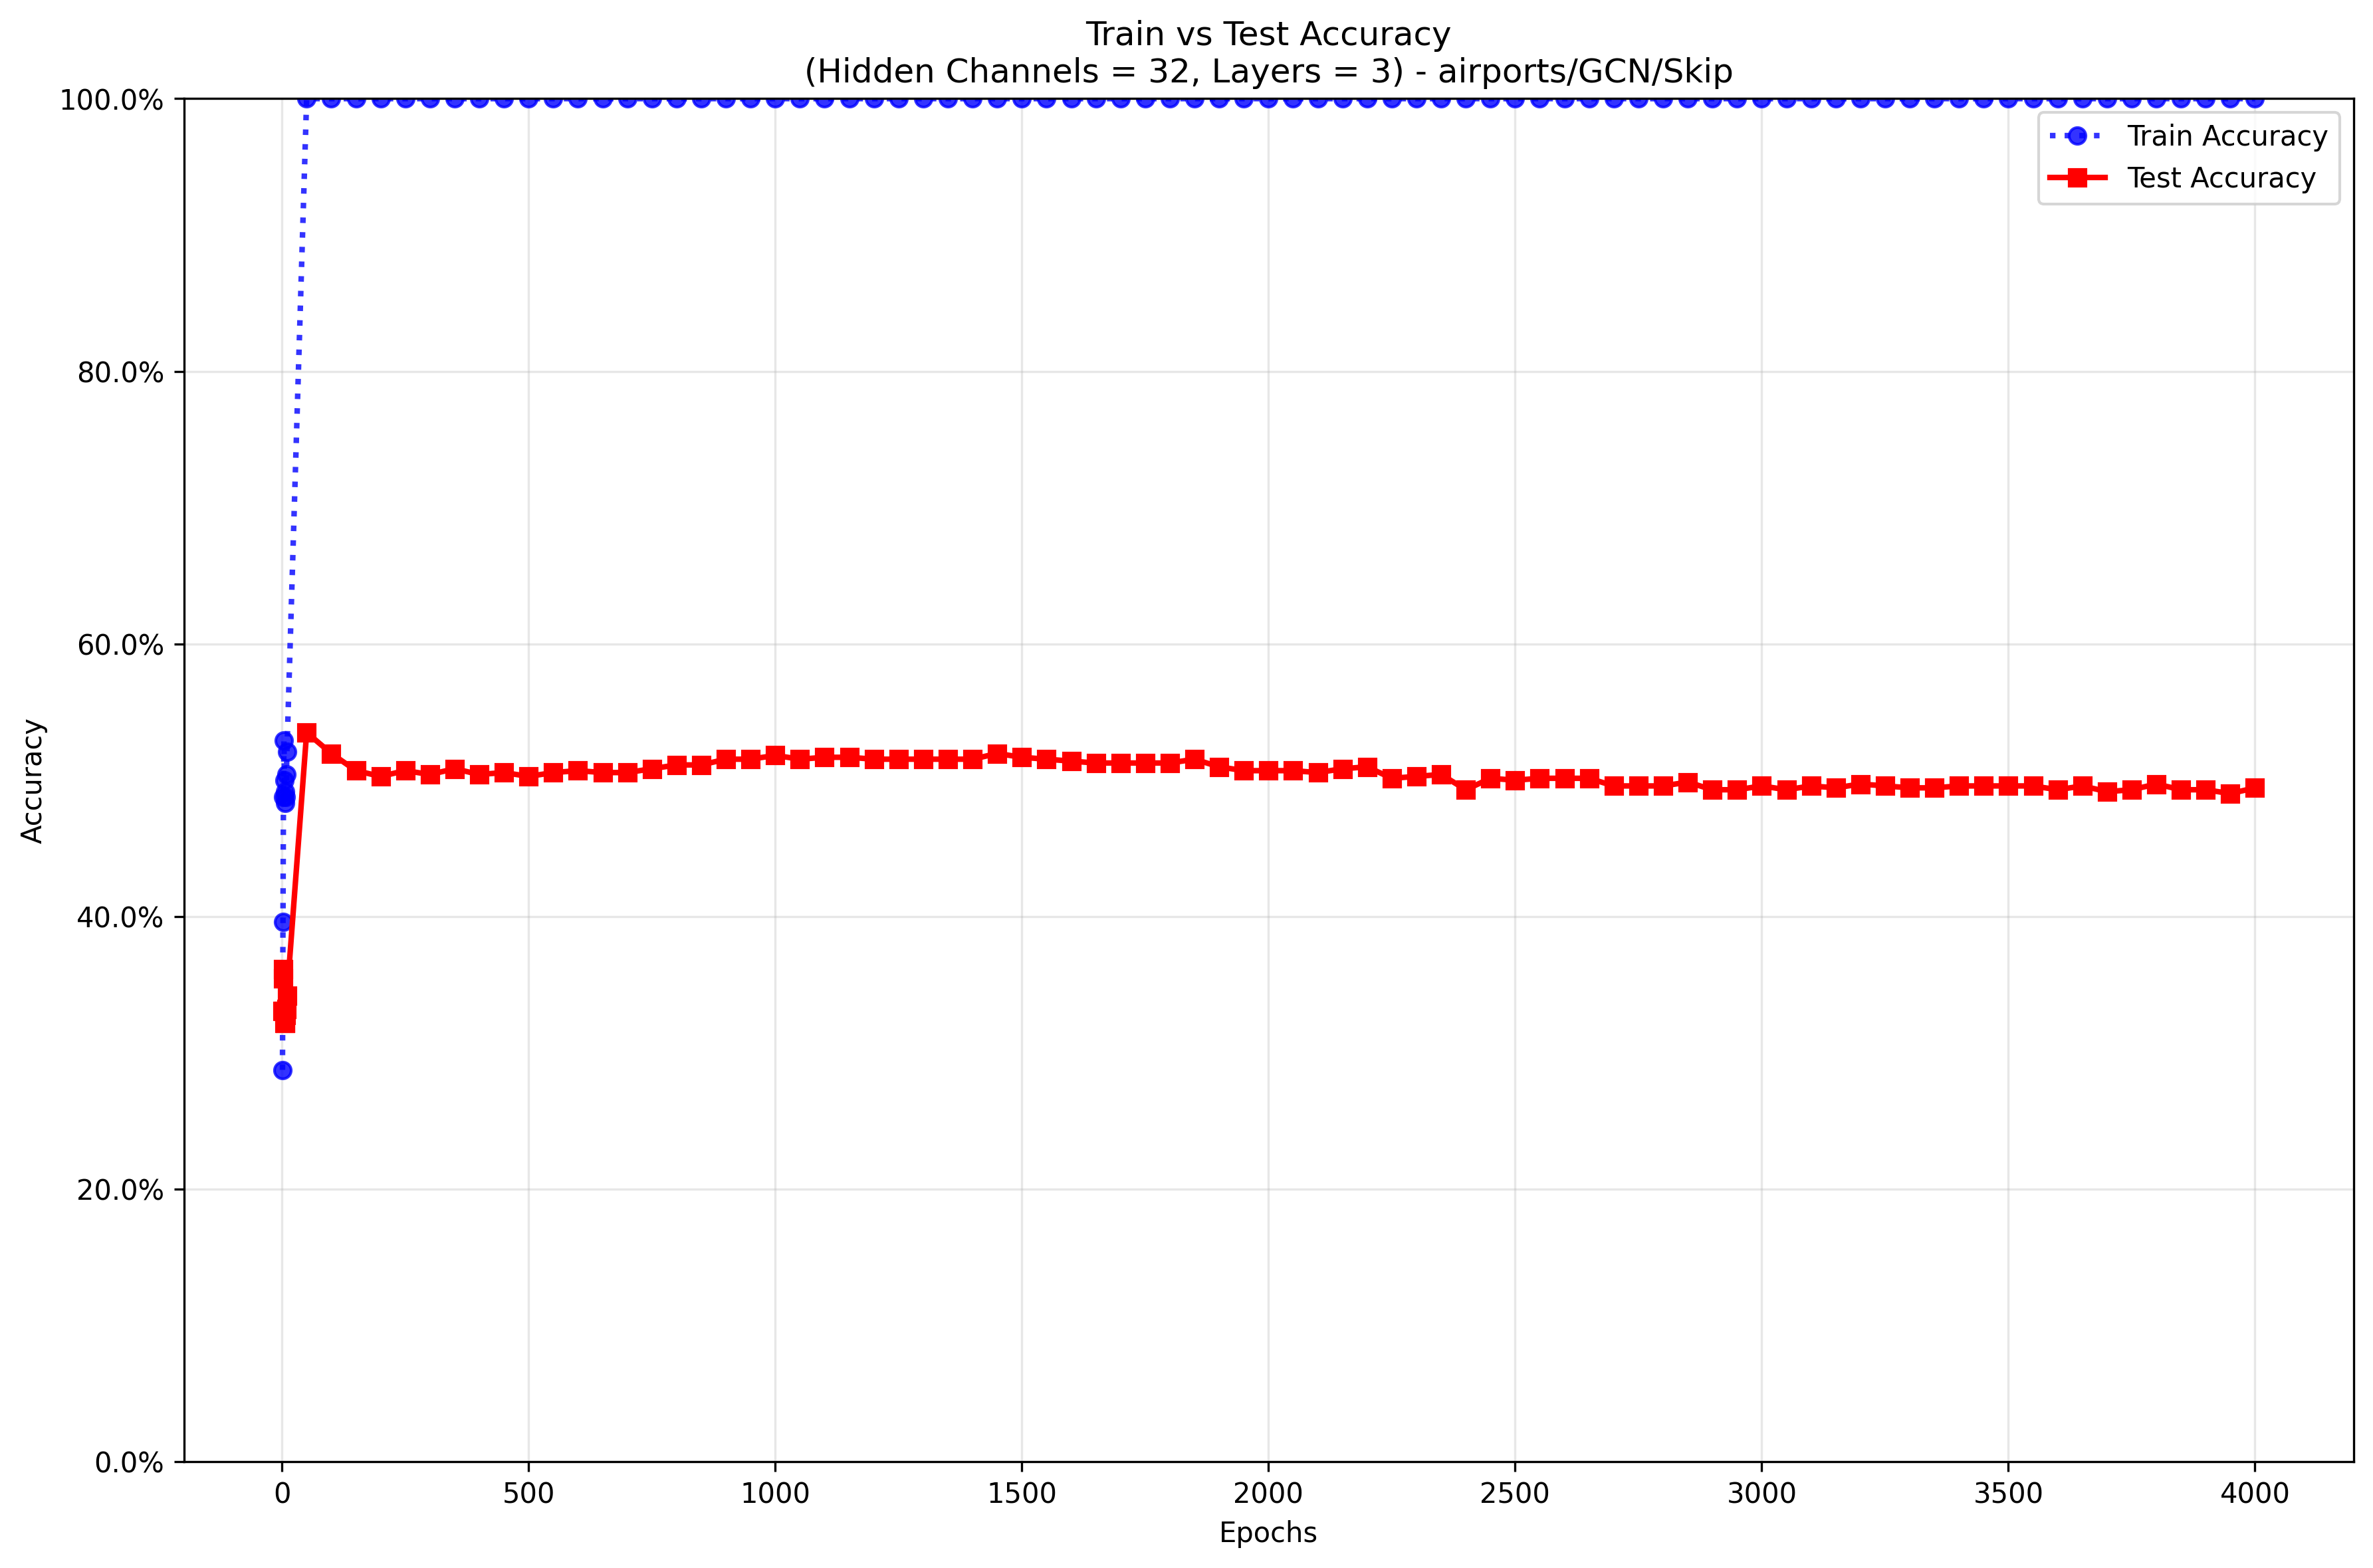 Train vs Test Accuracy
(Hidden Channels = 32, Layers = 3) - airports/GCN/Skip
100.0%
80.0%
60.0%
40.0%
20.0%
0.0%
Accuracy
Train Accuracy
Test Accuracy
0 500 1000 1500 2000 2500 3000 3500 4000
Epochs